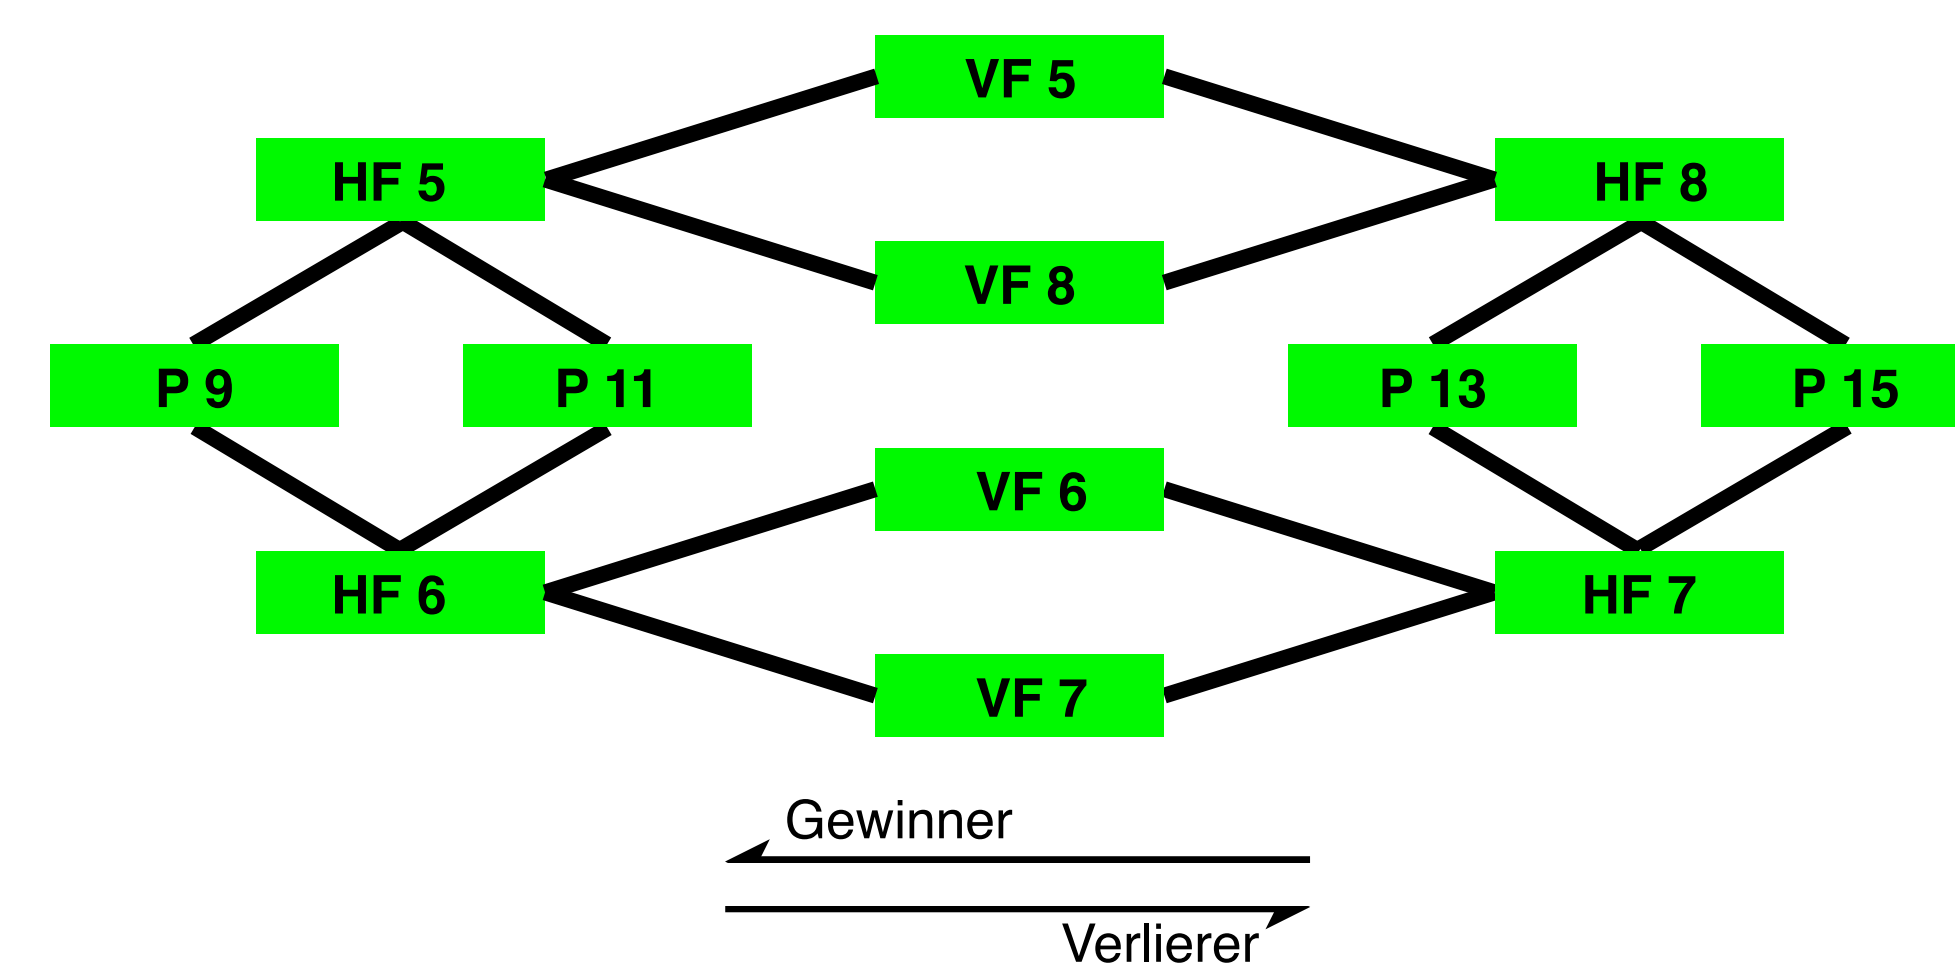 VF 5
HF 5
HF 8
VF 8
P 9
P 11
P 13
P 15
VF 6
HF 6
HF 7
VF 7
Gewinner
Verlierer